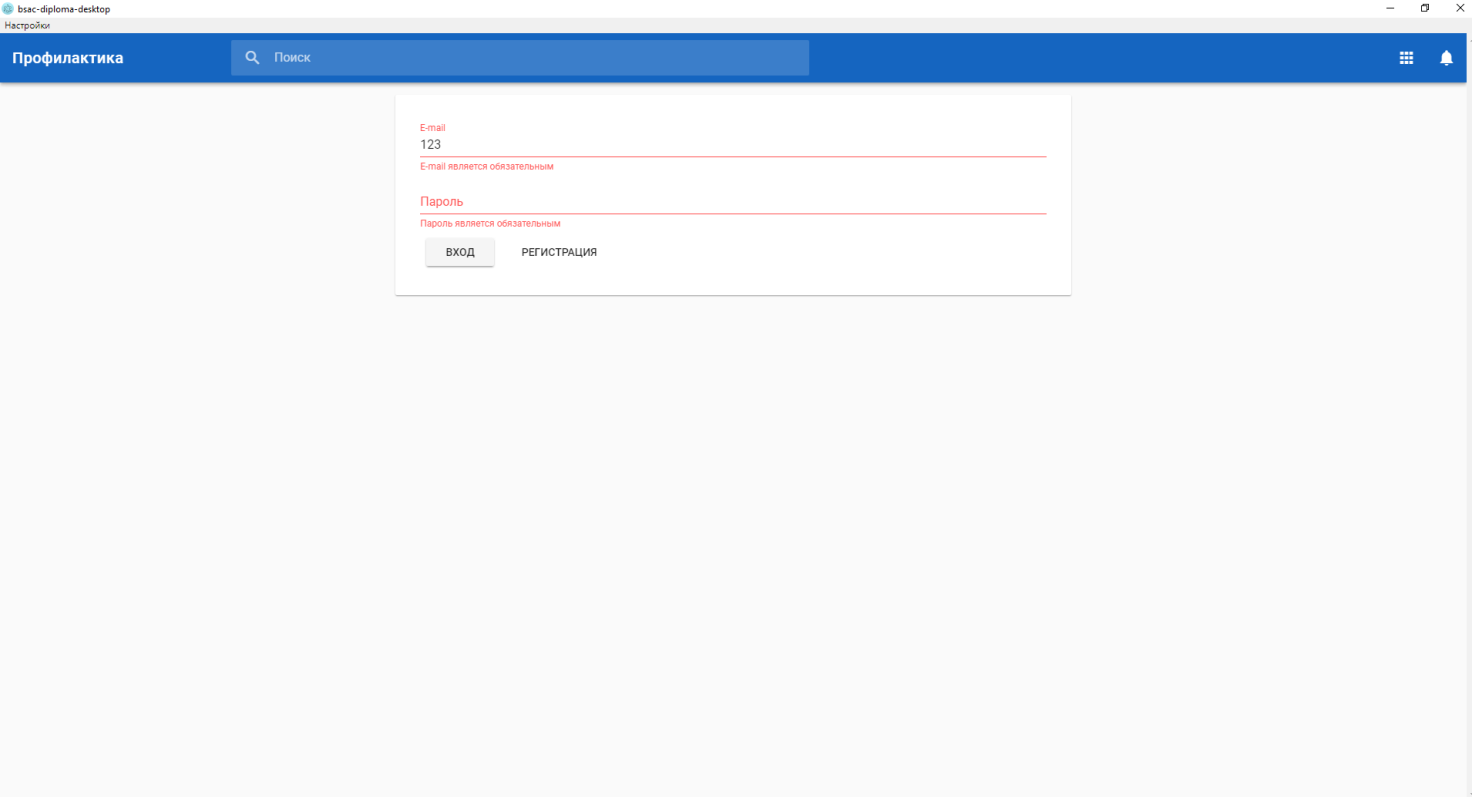 bsac-diploma-desktop
Настройки
Профилактика
Поиск
E-mail
123
E-mail является обязательным
Пароль
Пароль является обязательным
ВХОД
РЕГИСТРАЦИЯ